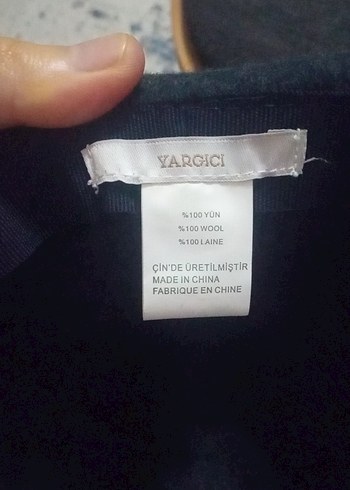 YARGICI
%100 YÜN
%100 WOOL
%100 LAINE
ÇİN'DE ÜRETİLMİŞTİR
MADE IN CHINA
FABRIQUE EN CHINE